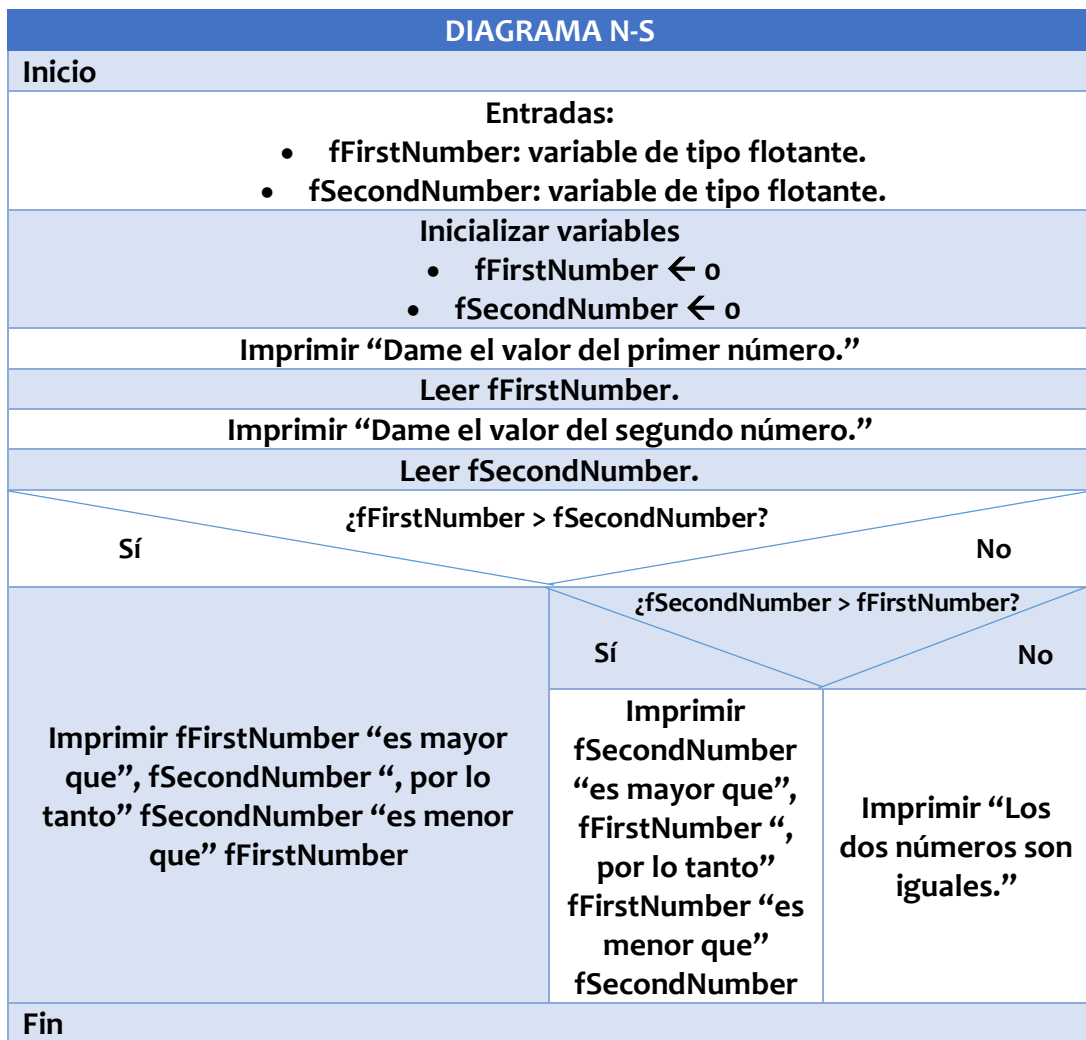 DIAGRAMA N-S
Inicio
Entradas:
• fFirstNumber: variable de tipo flotante.
• fSecondNumber: variable de tipo flotante.
Inicializar variables
• fFirstNumber ← 0
• fSecondNumber ← 0
Imprimir “Dame el valor del primer número.”
Leer fFirstNumber.
Imprimir “Dame el valor del segundo número.”
Leer fSecondNumber.
¿fFirstNumber > fSecondNumber?
Sí
No
¿fSecondNumber > fFirstNumber?
Sí
No
Imprimir fFirstNumber “es mayor
que”, fSecondNumber “, por lo
tanto” fSecondNumber “es menor
que” fFirstNumber
Imprimir
fSecondNumber
“es mayor que”,
fFirstNumber “,
por lo tanto”
fFirstNumber “es
menor que”
fSecondNumber
Imprimir “Los
dos números son
iguales.”
Fin